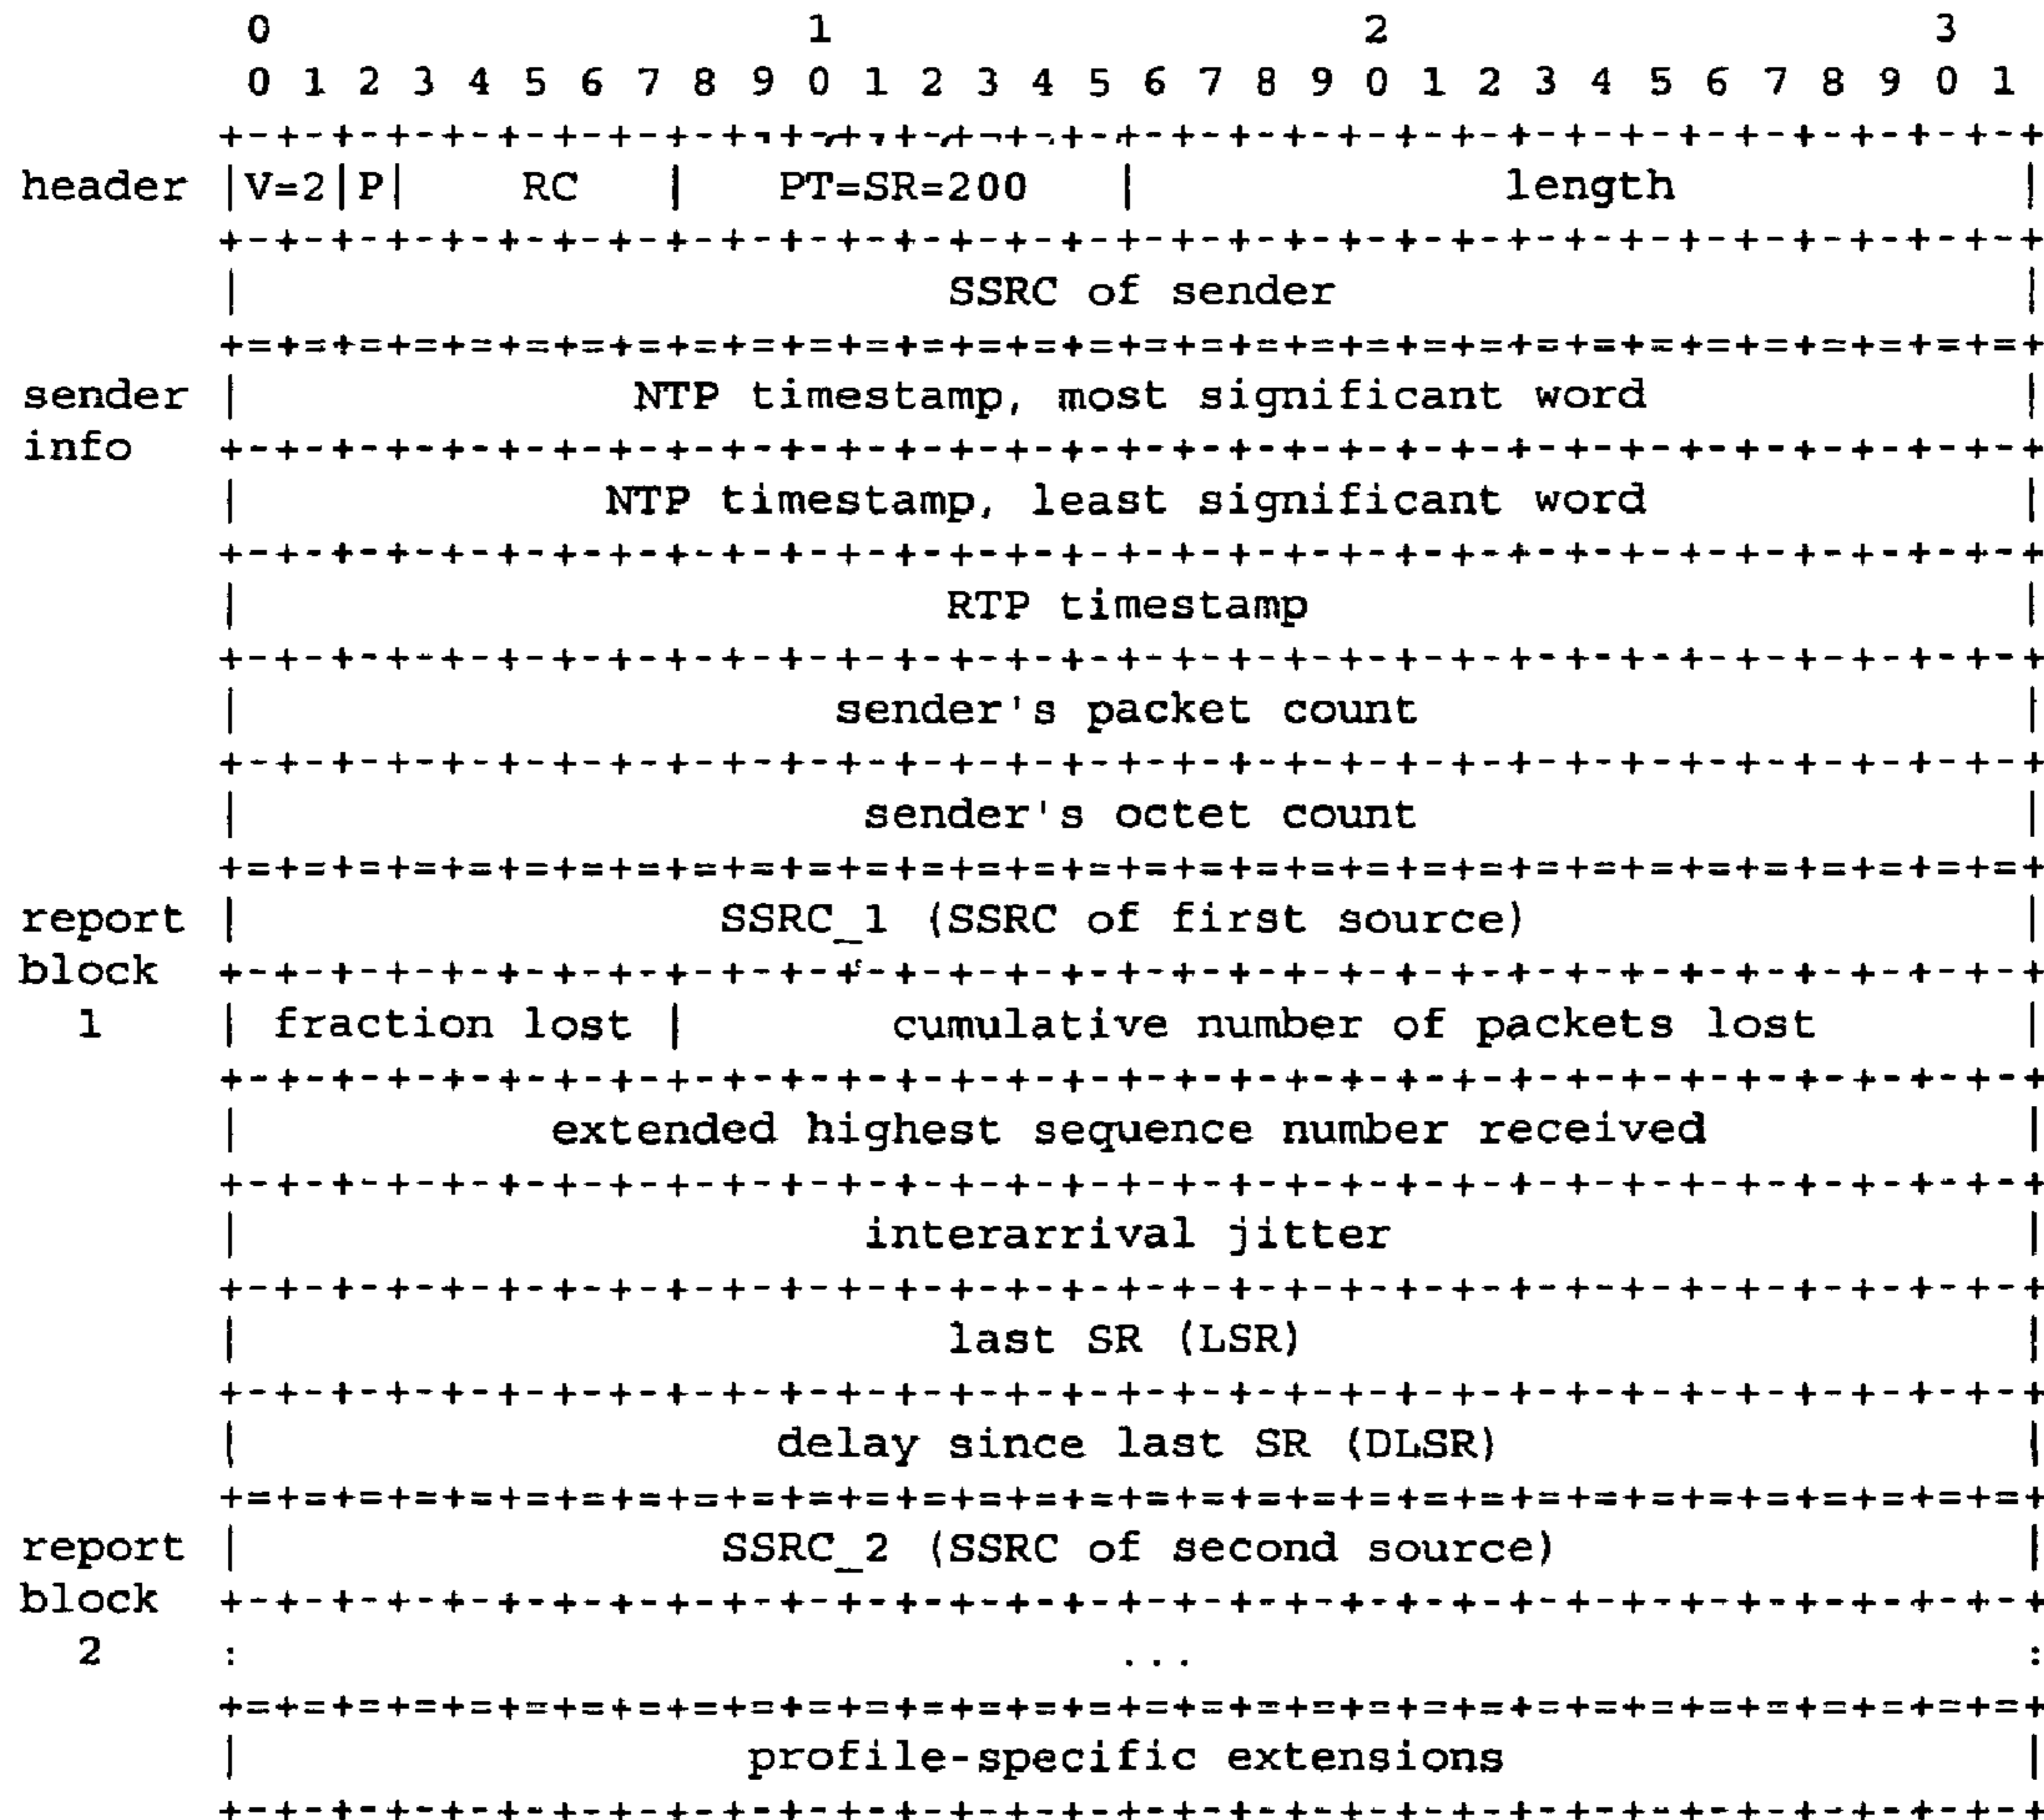 0                   1                   2                   3
        0 1 2 3 4 5 6 7 8 9 0 1 2 3 4 5 6 7 8 9 0 1 2 3 4 5 6 7 8 9 0 1
       +-+-+-+-+-+-+-+-+-+-+-+-+-+-+-+-+-+-+-+-+-+-+-+-+-+-+-+-+-+-+-+-+
header |V=2|P|    RC   |   PT=SR=200   |             length            |
       +-+-+-+-+-+-+-+-+-+-+-+-+-+-+-+-+-+-+-+-+-+-+-+-+-+-+-+-+-+-+-+-+
       |                         SSRC of sender                        |
       +=+=+=+=+=+=+=+=+=+=+=+=+=+=+=+=+=+=+=+=+=+=+=+=+=+=+=+=+=+=+=+=+
sender |              NTP timestamp, most significant word             |
info   +-+-+-+-+-+-+-+-+-+-+-+-+-+-+-+-+-+-+-+-+-+-+-+-+-+-+-+-+-+-+-+-+
       |             NTP timestamp, least significant word             |
       +-+-+-+-+-+-+-+-+-+-+-+-+-+-+-+-+-+-+-+-+-+-+-+-+-+-+-+-+-+-+-+-+
       |                         RTP timestamp                         |
       +-+-+-+-+-+-+-+-+-+-+-+-+-+-+-+-+-+-+-+-+-+-+-+-+-+-+-+-+-+-+-+-+
       |                     sender's packet count                     |
       +-+-+-+-+-+-+-+-+-+-+-+-+-+-+-+-+-+-+-+-+-+-+-+-+-+-+-+-+-+-+-+-+
       |                      sender's octet count                     |
       +=+=+=+=+=+=+=+=+=+=+=+=+=+=+=+=+=+=+=+=+=+=+=+=+=+=+=+=+=+=+=+=+
report |                 SSRC_1 (SSRC of first source)                 |
block  +-+-+-+-+-+-+-+-+-+-+-+-+-+-+-+-+-+-+-+-+-+-+-+-+-+-+-+-+-+-+-+-+
  1    | fraction lost |       cumulative number of packets lost       |
       +-+-+-+-+-+-+-+-+-+-+-+-+-+-+-+-+-+-+-+-+-+-+-+-+-+-+-+-+-+-+-+-+
       |           extended highest sequence number received           |
       +-+-+-+-+-+-+-+-+-+-+-+-+-+-+-+-+-+-+-+-+-+-+-+-+-+-+-+-+-+-+-+-+
       |                      interarrival jitter                      |
       +-+-+-+-+-+-+-+-+-+-+-+-+-+-+-+-+-+-+-+-+-+-+-+-+-+-+-+-+-+-+-+-+
       |                         last SR (LSR)                         |
       +-+-+-+-+-+-+-+-+-+-+-+-+-+-+-+-+-+-+-+-+-+-+-+-+-+-+-+-+-+-+-+-+
       |                   delay since last SR (DLSR)                  |
       +=+=+=+=+=+=+=+=+=+=+=+=+=+=+=+=+=+=+=+=+=+=+=+=+=+=+=+=+=+=+=+=+
report |                 SSRC_2 (SSRC of second source)                |
block  +-+-+-+-+-+-+-+-+-+-+-+-+-+-+-+-+-+-+-+-+-+-+-+-+-+-+-+-+-+-+-+-+
  2    :                               ...                             :
       +=+=+=+=+=+=+=+=+=+=+=+=+=+=+=+=+=+=+=+=+=+=+=+=+=+=+=+=+=+=+=+=+
       |                  profile-specific extensions                  |
       +-+-+-+-+-+-+-+-+-+-+-+-+-+-+-+-+-+-+-+-+-+-+-+-+-+-+-+-+-+-+-+-+